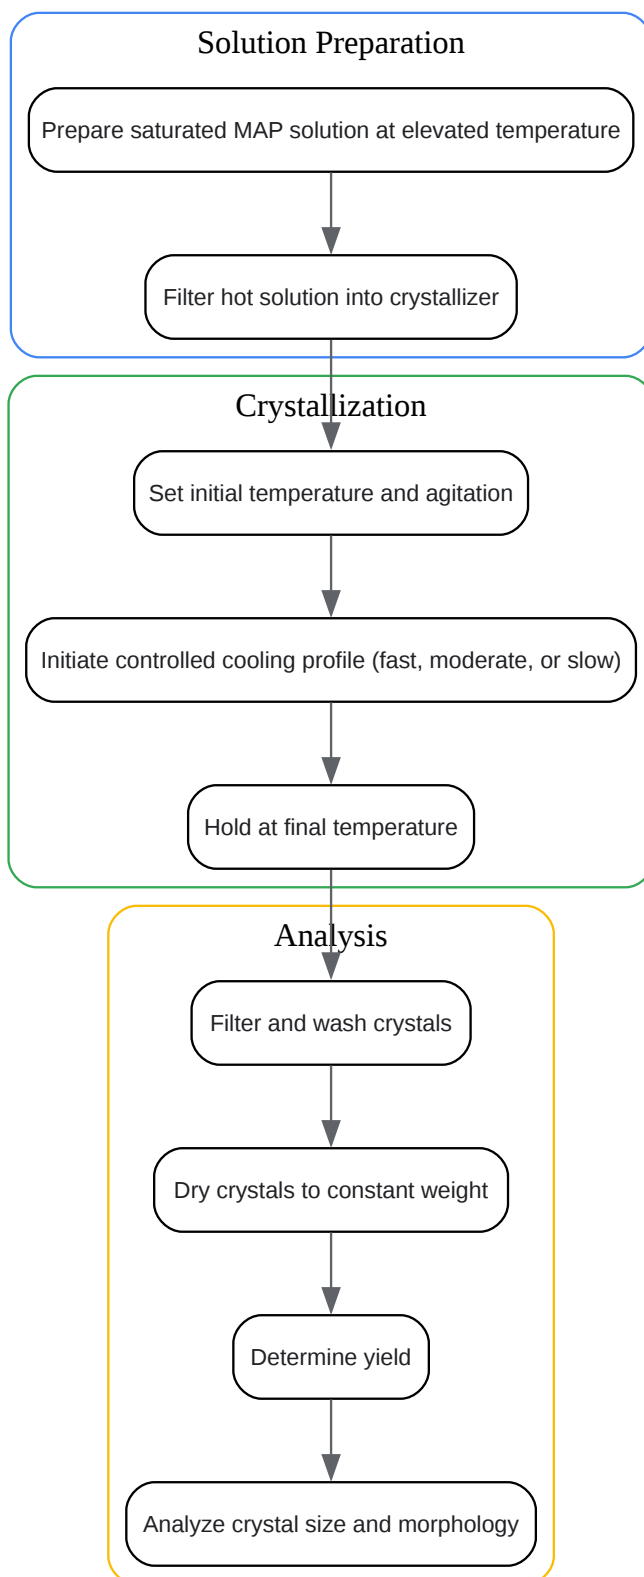 Solution Preparation
Prepare saturated MAP solution at elevated temperature
Filter hot solution into crystallizer
Crystallization
Set initial temperature and agitation
Initiate controlled cooling profile (fast, moderate, or slow)
Hold at final temperature
Analysis
Filter and wash crystals
Dry crystals to constant weight
Determine yield
Analyze crystal size and morphology